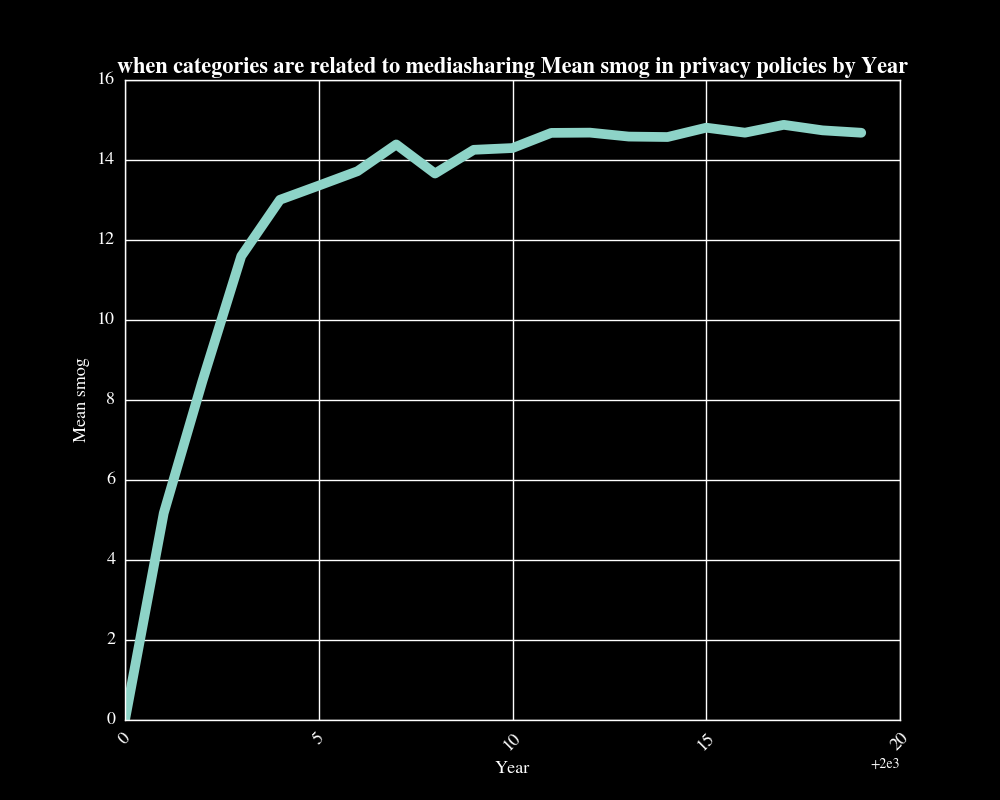 when categories are related to mediasharing Mean smog in privacy policies by Year
16
14
12
10
8
6
4
2
0
Mean smog
0 5 10 15 20
+2e3
Year